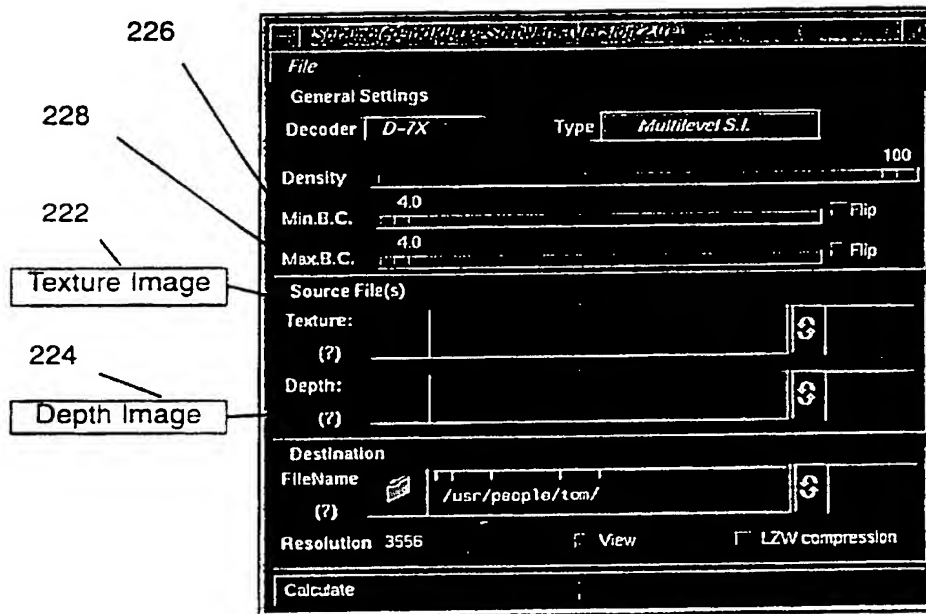 226
File
General Settings
228
Decoder D-7X Type Multilevel S.I.
100
Density
222
4.0
Min.B.C. Flip
4.0
Max.B.C. Flip
Texture Image
Source File(s)
Texture:
(?)
224
Depth:
Depth Image
(?)
Destination
FileName
/usr/people/tom/
(?)
Resolution 3556 View LZW compression
Calculate